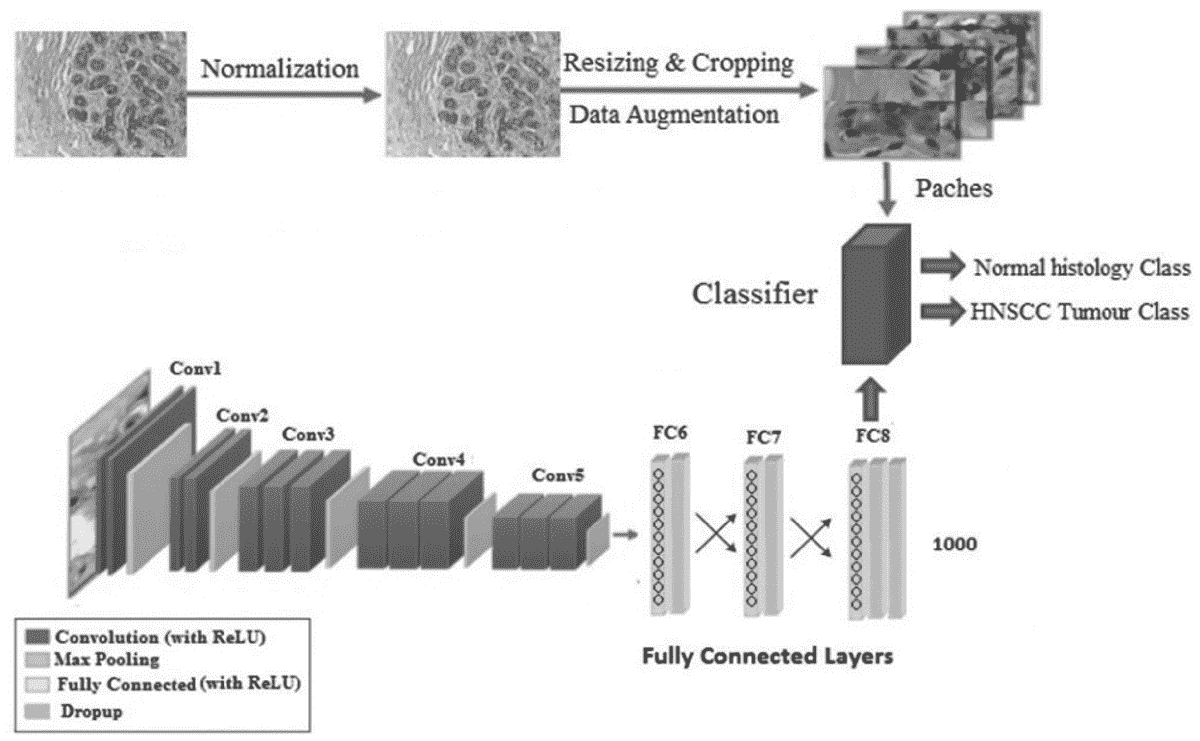 Normalization
Resizing & Cropping
Data Augmentation
Paches
Classifier
Normal histology Class
HNSCC Tumour Class
Conv1
Conv2
Conv3
Conv4
Conv5
FC6
FC7
FC8
1000
Fully Connected Layers
Convolution (with ReLU)
Max Pooling
Fully Connected (with ReLU)
Dropup